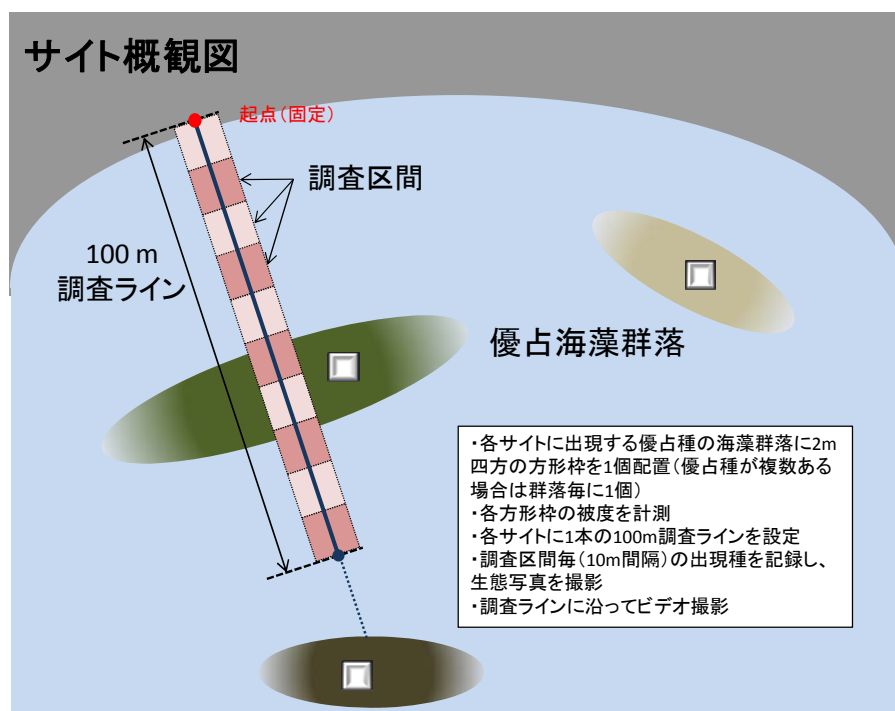 サイト概観図
起点(固定)
調査区間
100 m
調査ライン
優占海藻群落
・各サイトに出現する優占種の海藻群落に2m
四方の方形枠を1個配置(優占種が複数ある
場合は群落毎に1個)
・各方形枠の被度を計測
・各サイトに1本の100m調査ラインを設定
・調査区間毎(10m間隔)の出現種を記録し、
生態写真を撮影
・調査ラインに沿ってビデオ撮影